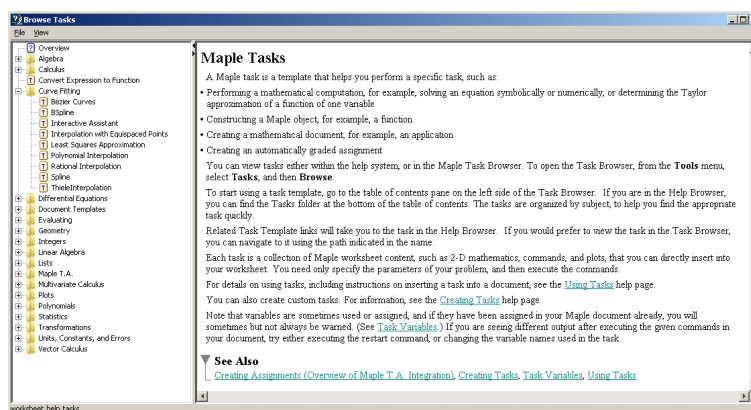 Browse Tasks
File View
Overview
Algebra
Calculus
Convert Expression to Function
Curve Fitting
Bezier Curves
BSpline
Interactive Assistant
Interpolation with Equispaced Points
Least Squares Approximation
Polynomial Interpolation
Rational Interpolation
Spline
ThieleInterpolation
Differential Equations
Document Templates
Evaluating
Geometry
Integers
Linear Algebra
Lists
Maple T.A.
Multivariate Calculus
Plots
Polynomials
Statistics
Transformations
Units, Constants, and Errors
Vector Calculus
Maple Tasks
A Maple task is a template that helps you perform a specific task, such as:
• Performing a mathematical computation, for example, solving an equation symbolically or numerically, or determining the Taylor
approximation of a function of one variable
• Constructing a Maple object, for example, a function
• Creating a mathematical document, for example, an application
• Creating an automatically graded assignment
You can view tasks either within the help system, or in the Maple Task Browser. To open the Task Browser, from the Tools menu,
select Tasks, and then Browse.
To start using a task template, go to the table of contents pane on the left side of the Task Browser. If you are in the Help Browser,
you can find the Tasks folder at the bottom of the table of contents. The tasks are organized by subject, to help you find the appropriate
task quickly.
Related Task Template links will take you to the task in the Help Browser. If you would prefer to view the task in the Task Browser,
you can navigate to it using the path indicated in the name.
Each task is a collection of Maple worksheet content, such as 2-D mathematics, commands, and plots, that you can directly insert into
your worksheet. You need only specify the parameters of your problem, and then execute the commands.
For details on using tasks, including instructions on inserting a task into a document, see the Using Tasks help page.
You can also create custom tasks. For information, see the Creating Tasks help page.
Note that variables are sometimes used or assigned, and if they have been assigned in your Maple document already, you will
sometimes but not always be warned. (See Task Variables.) If you are seeing different output after executing the given commands in
your document, try either executing the restart command, or changing the variable names used in the task.
See Also
Creating Assignments (Overview of Maple T.A. Integration), Creating Tasks, Task Variables, Using Tasks
worksheet help tasks